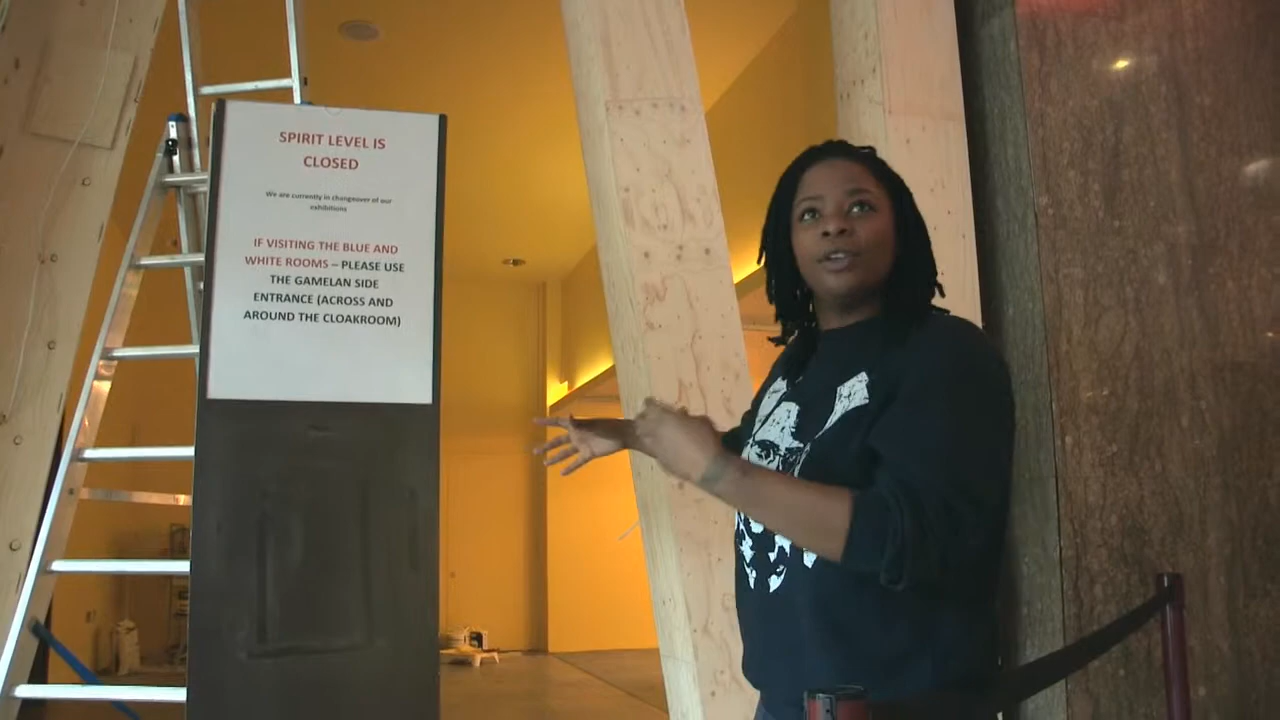 SPIRIT LEVEL IS
CLOSED
We are currently in changeover of our
exhibitions
IF VISITING THE BLUE AND
WHITE ROOMS – PLEASE USE
THE GAMELAN SIDE
ENTRANCE (ACROSS AND
AROUND THE CLOAKROOM)